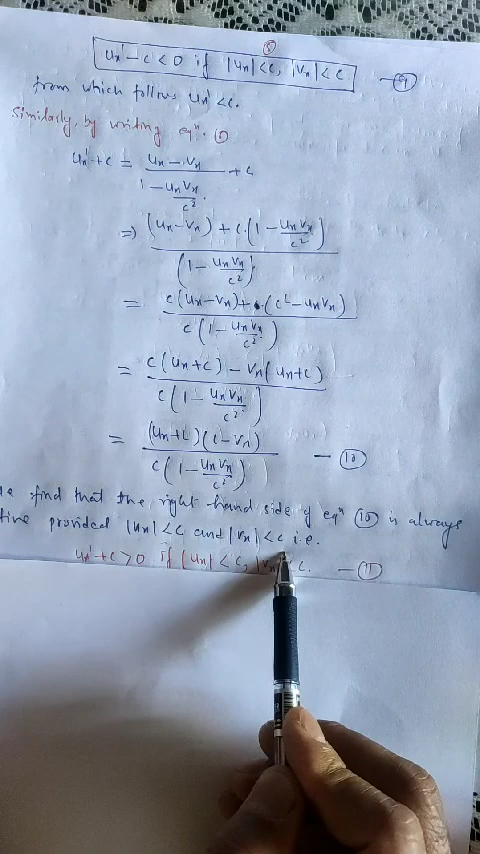 ⑧
uₓ' - c < 0 if |uₓ| < c, |vₓ| < c — ⑨
from which follows uₓ' < c.
Similarly, by writing eqⁿ.
uₓ' + c = (uₓ - vₓ)/(1 - uₓvₓ/c²) + c
⇒ ((uₓ - vₓ) + c.(1 - uₓvₓ/c²))/(1 - uₓvₓ/c²)
= (c(uₓ - vₓ) + (c² - uₓvₓ))/(c(1 - uₓvₓ/c²))
= (c(uₓ + c) - vₓ(uₓ + c))/(c(1 - uₓvₓ/c²))
= (uₓ + c)(c - vₓ)/(c(1 - uₓvₓ/c²)) — ⑩
e find that the right hand side of eqⁿ ⑩ is always
tive provided |uₓ| < c and |vₓ| < c i.e.
uₓ' + c > 0 if |uₓ| < c, |vₓ| < c. — ⑪